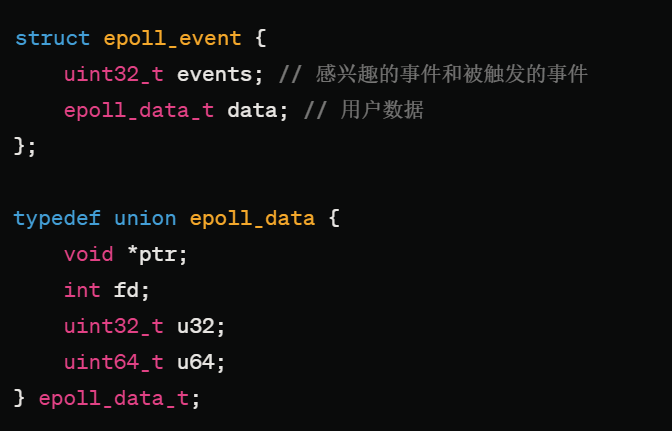 struct epoll_event {
    uint32_t events; // 感兴趣的事件和被触发的事件
    epoll_data_t data; // 用户数据
};

typedef union epoll_data {
    void *ptr;
    int fd;
    uint32_t u32;
    uint64_t u64;
} epoll_data_t;